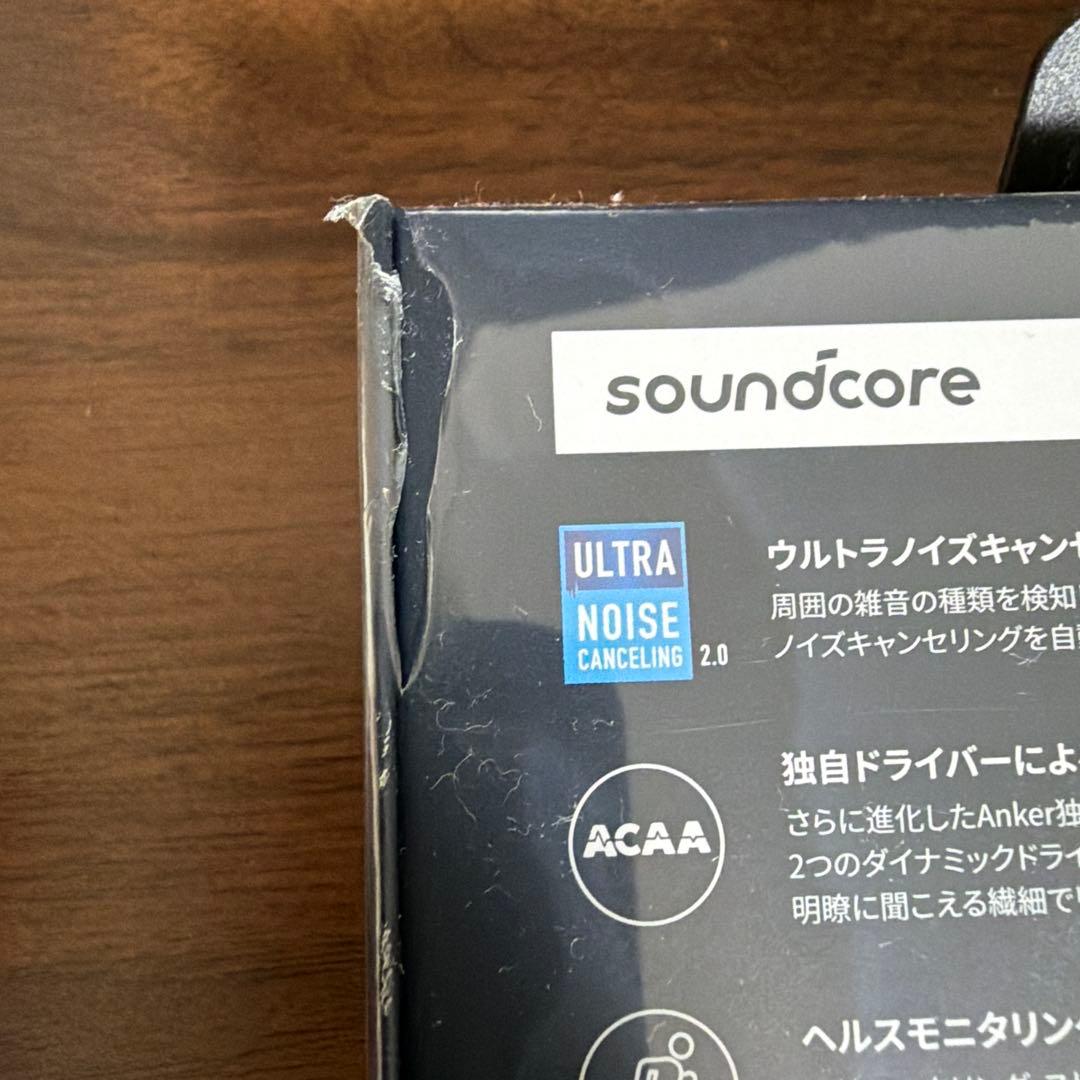 soundcore
ULTRA
NOISE
CANCELING 2.0
ウルトラノイズキャンセ
周囲の雑音の種類を検知
ノイズキャンセリングを自動
ACAA
独自ドライバーによる
さらに進化したAnker独
2つのダイナミックドライ
明瞭に聞こえる繊細で
ヘルスモニタリング